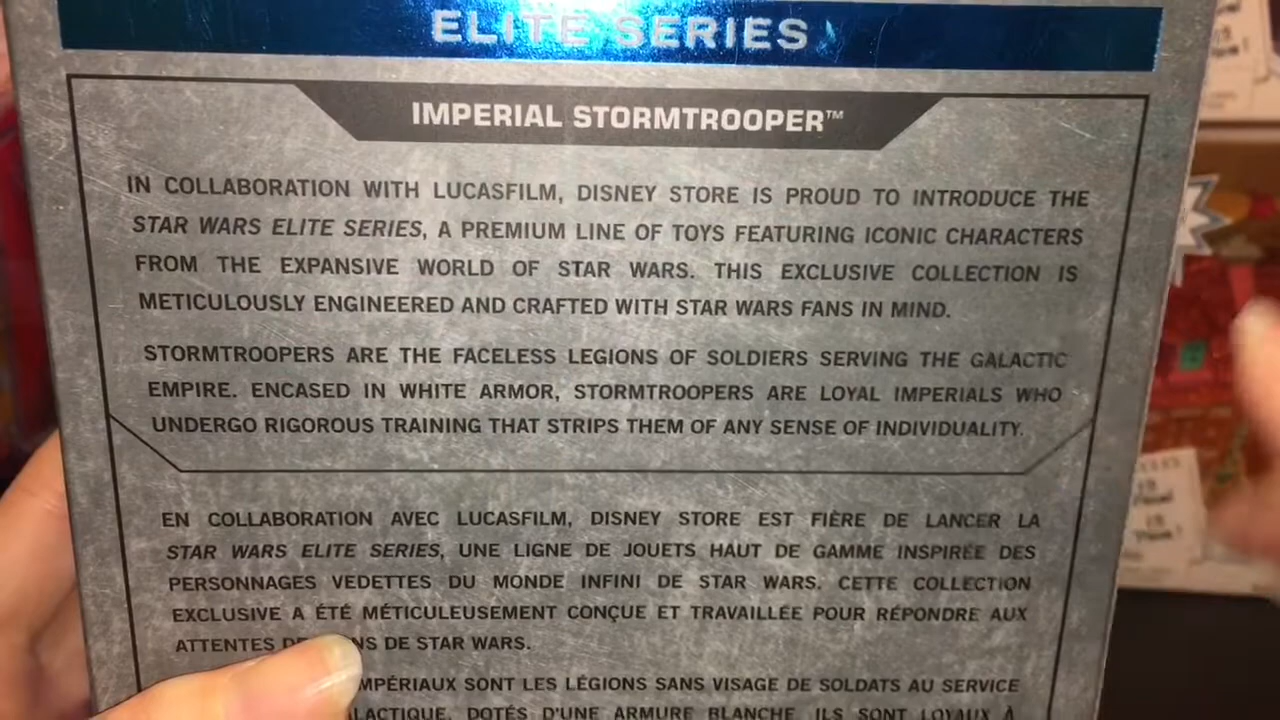 ELITE SERIES
IMPERIAL STORMTROOPER™
IN COLLABORATION WITH LUCASFILM, DISNEY STORE IS PROUD TO INTRODUCE THE
STAR WARS ELITE SERIES, A PREMIUM LINE OF TOYS FEATURING ICONIC CHARACTERS
FROM THE EXPANSIVE WORLD OF STAR WARS. THIS EXCLUSIVE COLLECTION IS
METICULOUSLY ENGINEERED AND CRAFTED WITH STAR WARS FANS IN MIND.
STORMTROOPERS ARE THE FACELESS LEGIONS OF SOLDIERS SERVING THE GALACTIC
EMPIRE. ENCASED IN WHITE ARMOR, STORMTROOPERS ARE LOYAL IMPERIALS WHO
UNDERGO RIGOROUS TRAINING THAT STRIPS THEM OF ANY SENSE OF INDIVIDUALITY.
EN COLLABORATION AVEC LUCASFILM, DISNEY STORE EST FIÈRE DE LANCER LA
STAR WARS ELITE SERIES, UNE LIGNE DE JOUETS HAUT DE GAMME INSPIRÉE DES
PERSONNAGES VEDETTES DU MONDE INFINI DE STAR WARS. CETTE COLLECTION
EXCLUSIVE A ÉTÉ MÉTICULEUSEMENT CONÇUE ET TRAVAILLÉE POUR RÉPONDRE AUX
ATTENTES DE STAR WARS.
SONT LES LÉGIONS SANS VISAGE DE SOLDATS AU SERVICE
DOTÉS D'UNE ARMURE BLANCHE, ILS SONT LOYAUX À